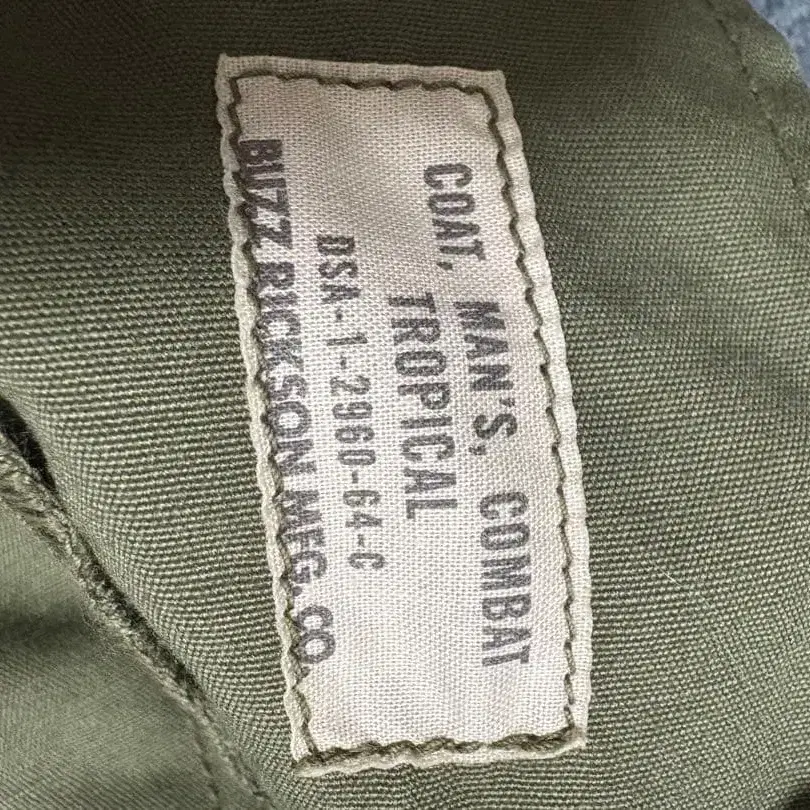 COAT, MAN'S, COMBAT
TROPICAL
DSA-1-2960-64-C
BUZZ RICKSON MFG. CO.